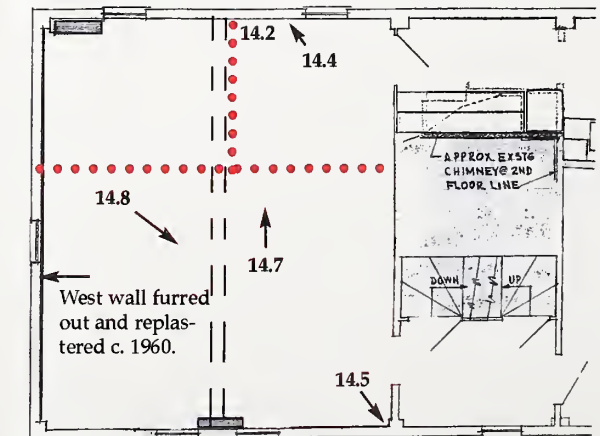 14.2
14.4
APPROX EXSTG
CHIMNEY @ 2ND
FLOOR LINE
14.8
14.7
DOWN
UP
West wall furred
out and replas-
tered c. 1960.
14.5